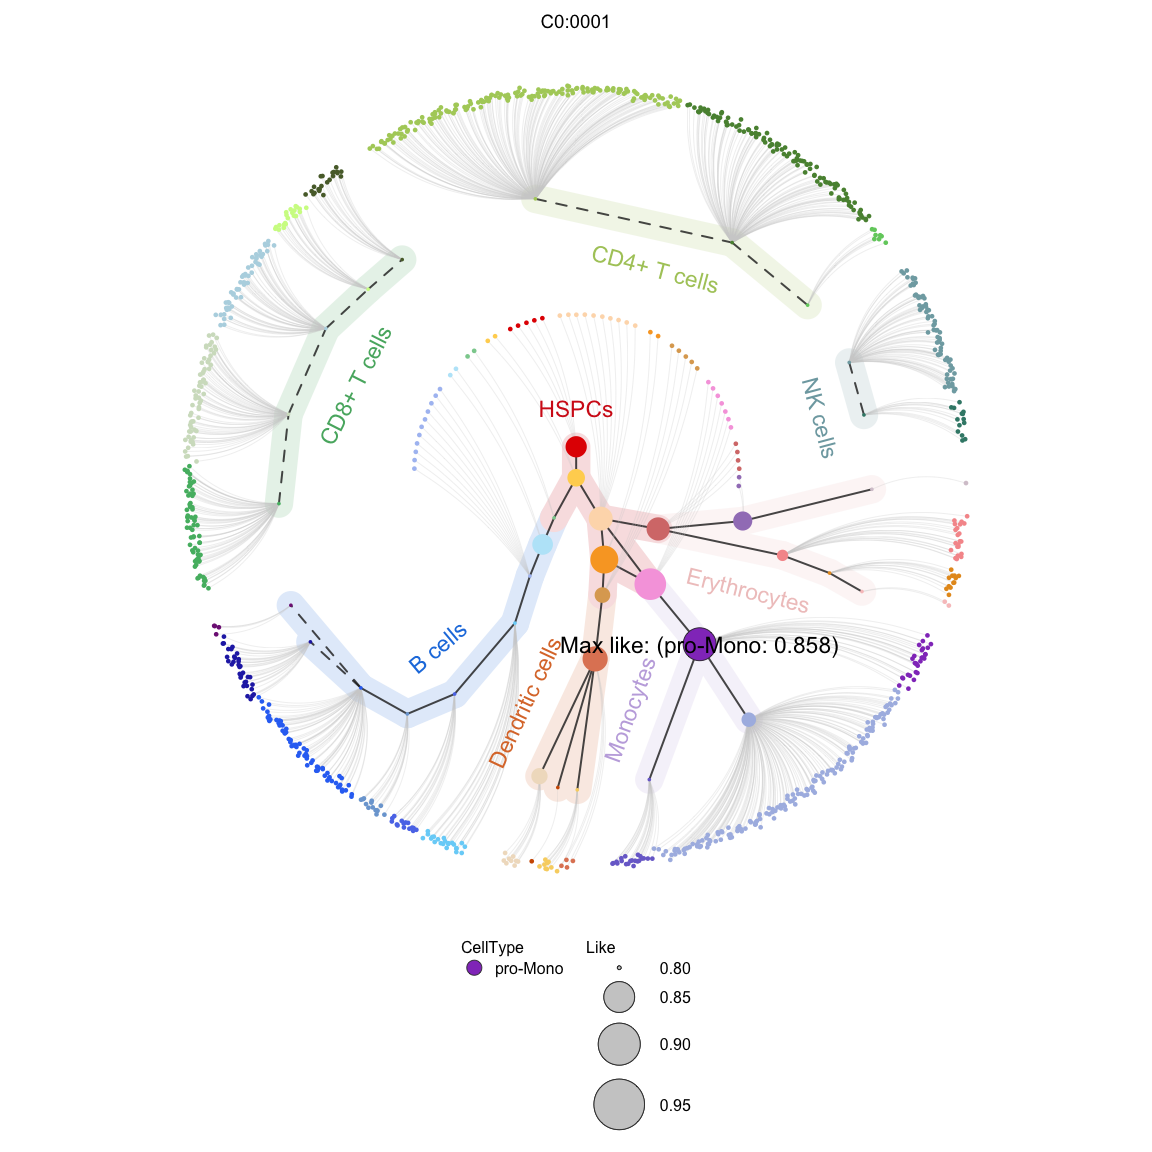 C0:0001
CD4+ T cells
CD8+ T cells
NK cells
HSPCs
Erythrocytes
B cells
Max like: (pro-Mono: 0.858)
Dendritic cells
Monocytes
CellType
pro-Mono
Like
0.80
0.85
0.90
0.95